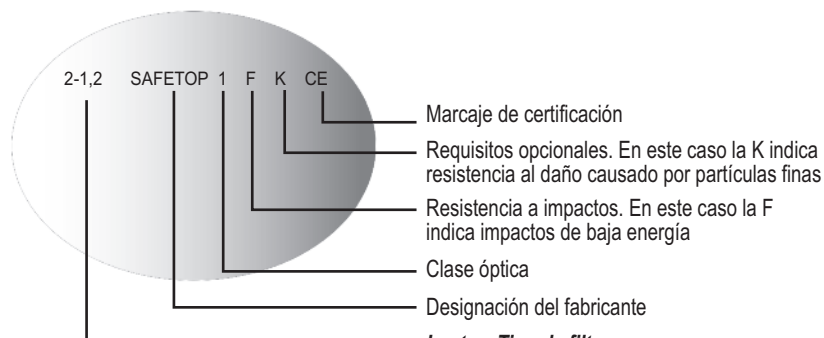 2-1,2 SAFETOP 1 F K CE
Marcaje de certificación
Requisitos opcionales. En este caso la K indica
resistencia al daño causado por partículas finas
Resistencia a impactos. En este caso la F
indica impactos de baja energía
Clase óptica
Designación del fabricante